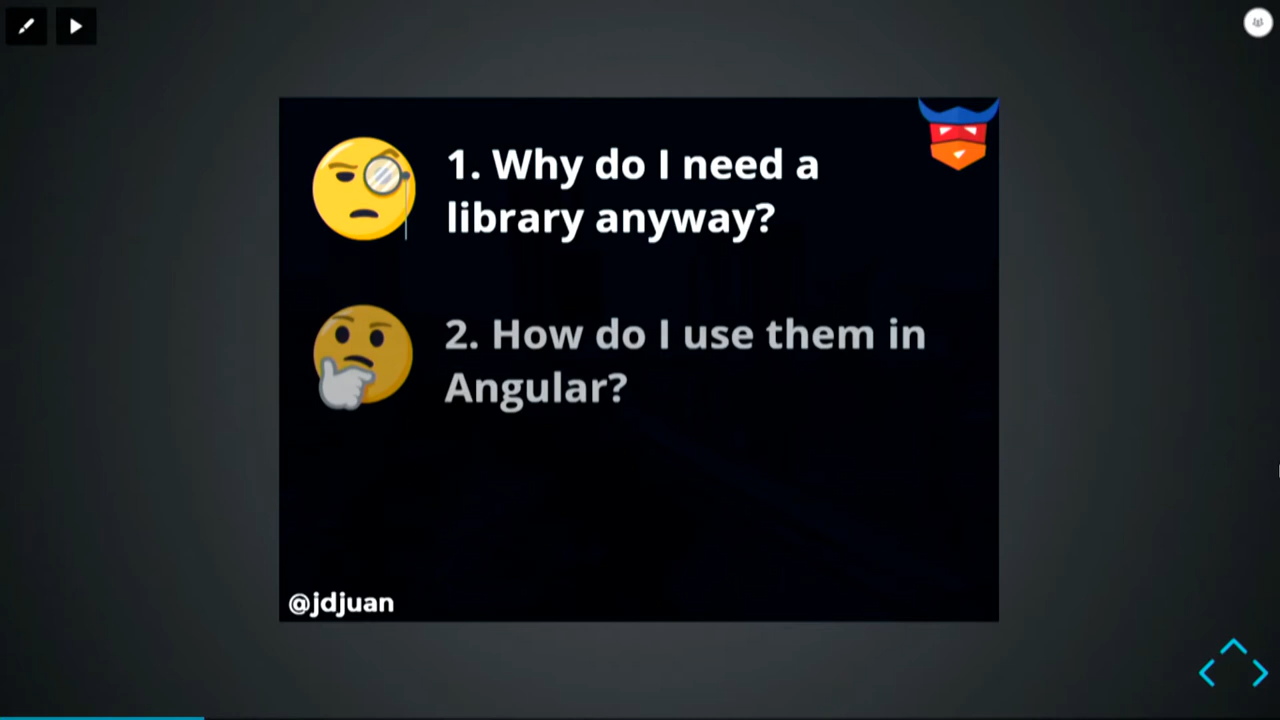 1. Why do I need a
library anyway?
2. How do I use them in
Angular?
@jdjuan